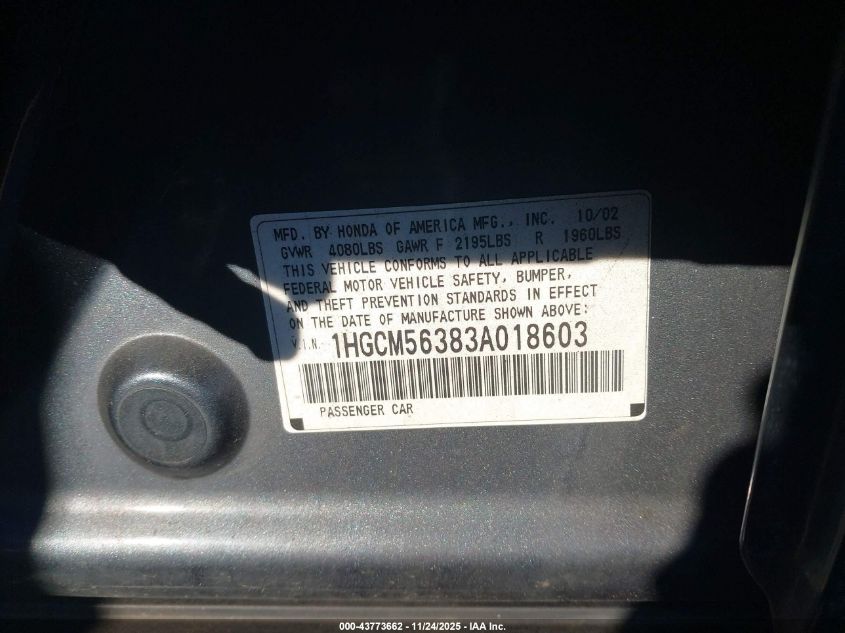 MFD. BY HONDA OF AMERICA MFG., INC. 10/02
GVWR 4080LBS GAWR F 2195LBS R 1960LBS
THIS VEHICLE CONFORMS TO ALL APPLICABLE
FEDERAL MOTOR VEHICLE SAFETY, BUMPER,
AND THEFT PREVENTION STANDARDS IN EFFECT
ON THE DATE OF MANUFACTURE SHOWN ABOVE:
V.I.N. 1HGCM56383A018603
PASSENGER CAR
000-43773662 - 11/24/2025 - IAA Inc.